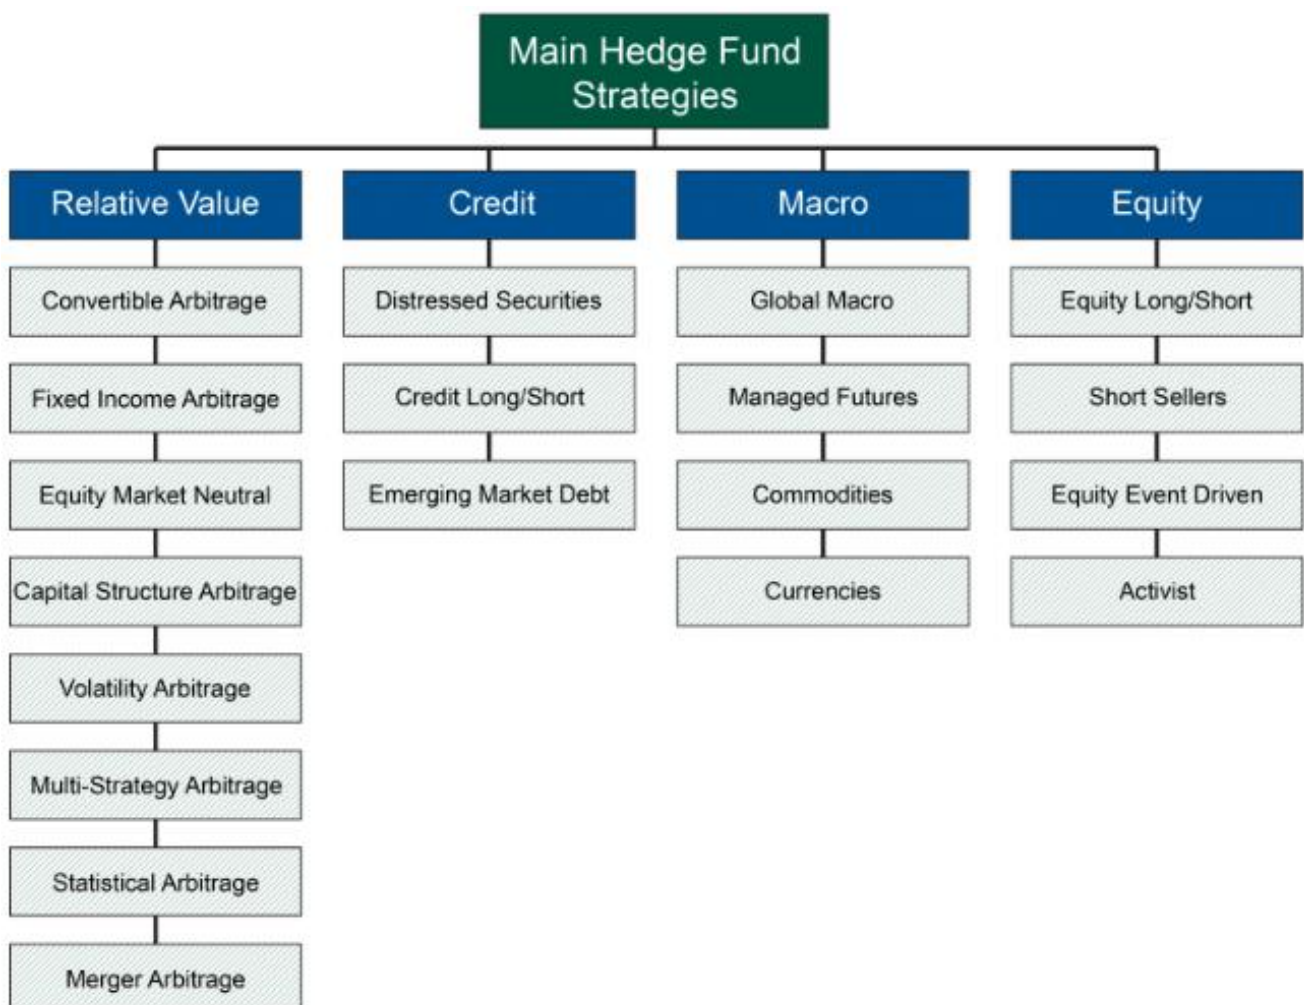 Main Hedge Fund
Strategies
Relative Value
Convertible Arbitrage
Fixed Income Arbitrage
Equity Market Neutral
Capital Structure Arbitrage
Volatility Arbitrage
Multi-Strategy Arbitrage
Statistical Arbitrage
Merger Arbitrage
Credit
Distressed Securities
Credit Long/Short
Emerging Market Debt
Macro
Global Macro
Managed Futures
Commodities
Currencies
Equity
Equity Long/Short
Short Sellers
Equity Event Driven
Activist